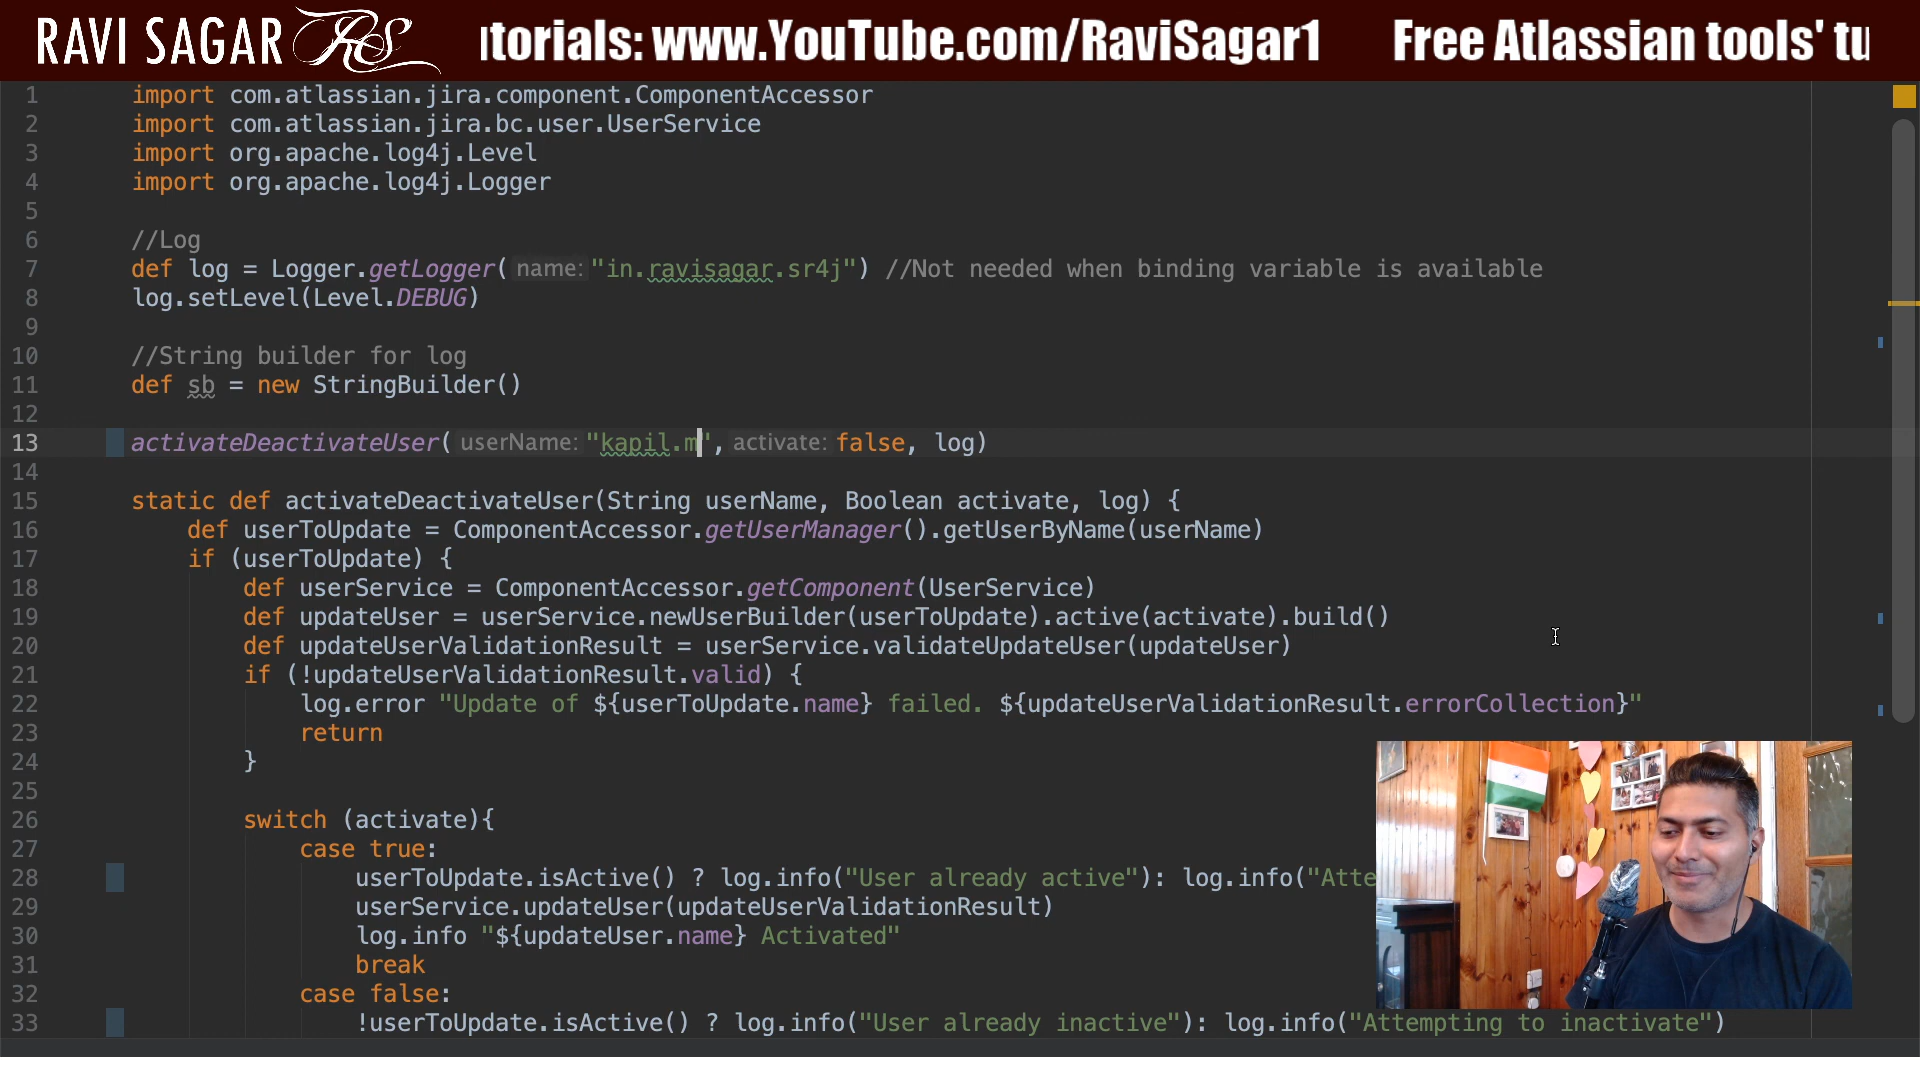 RAVI SAGAR RS
torials: www.YouTube.com/RaviSagar1 Free Atlassian tools' tu
1 import com.atlassian.jira.component.ComponentAccessor
2 import com.atlassian.jira.bc.user.UserService
3 import org.apache.log4j.Level
4 import org.apache.log4j.Logger
5
6 //Log
7 def log = Logger.getLogger( name: "in.ravisagar.sr4j") //Not needed when binding variable is available
8 log.setLevel(Level.DEBUG)
9
10 //String builder for log
11 def sb = new StringBuilder()
12
13 activateDeactivateUser( userName: "kapil.m", activate: false, log)
14
15 static def activateDeactivateUser(String userName, Boolean activate, log) {
16 def userToUpdate = ComponentAccessor.getUserManager().getUserByName(userName)
17 if (userToUpdate) {
18 def userService = ComponentAccessor.getComponent(UserService)
19 def updateUser = userService.newUserBuilder(userToUpdate).active(activate).build()
20 def updateUserValidationResult = userService.validateUpdateUser(updateUser)
21 if (!updateUserValidationResult.valid) {
22 log.error "Update of ${userToUpdate.name} failed. ${updateUserValidationResult.errorCollection}"
23 return
24 }
25
26 switch (activate){
27 case true:
28 userToUpdate.isActive() ? log.info("User already active"): log.info("Atte
29 userService.updateUser(updateUserValidationResult)
30 log.info "${updateUser.name} Activated"
31 break
32 case false:
33 !userToUpdate.isActive() ? log.info("User already inactive"): log.info("Attempting to inactivate")